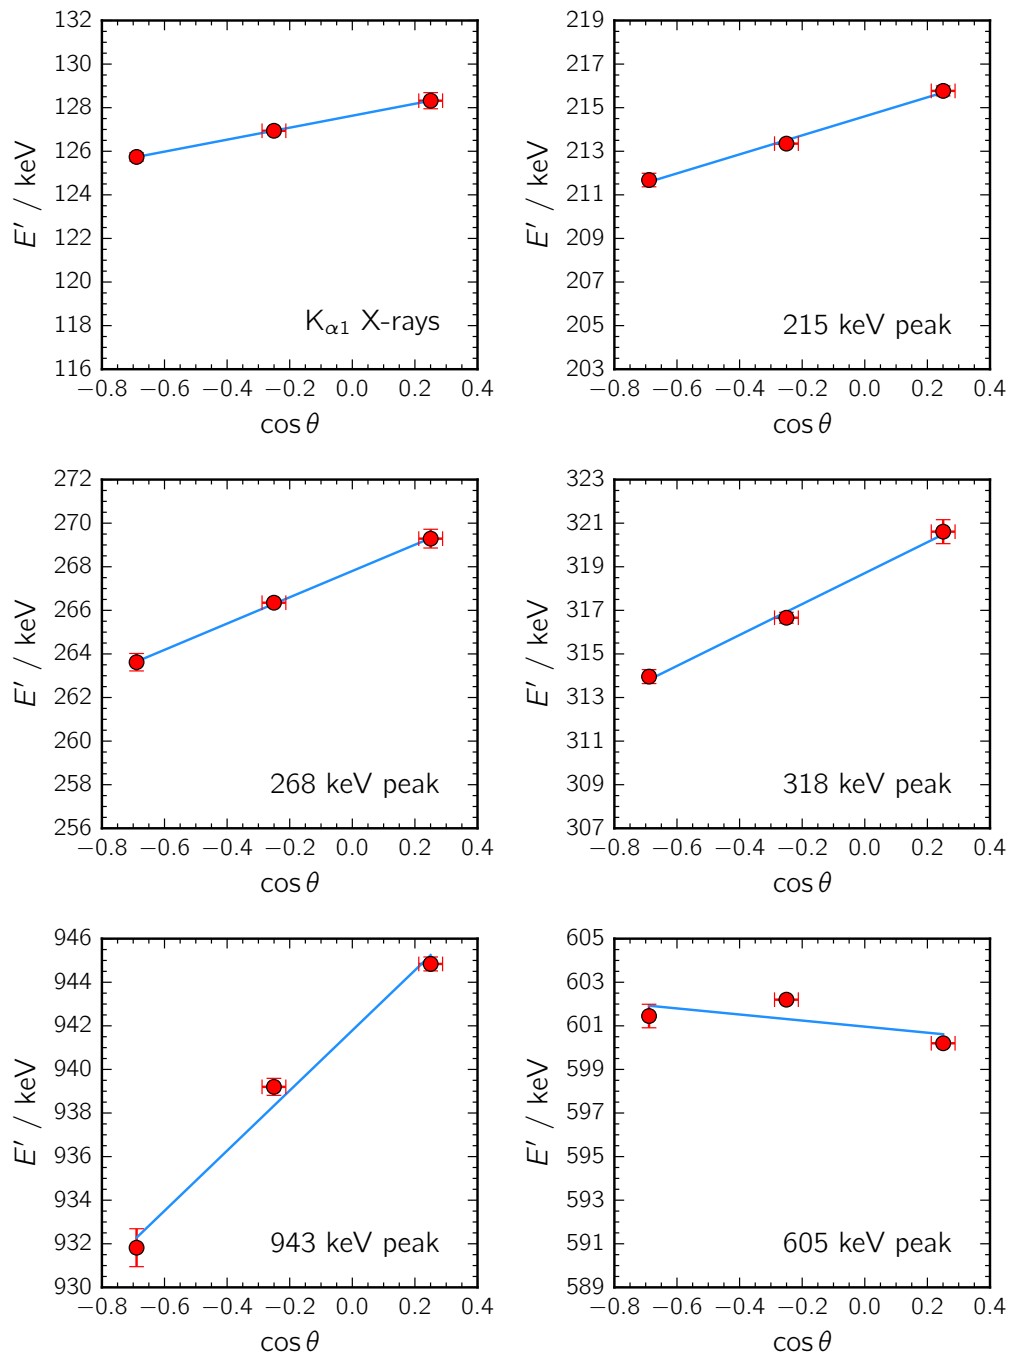 132
130
128
126
124
122
120
118
116
E′ / keV
K_α1 X-rays
−0.8 −0.6 −0.4 −0.2 0.0 0.2 0.4
cos θ
219
217
215
213
211
209
207
205
203
E′ / keV
215 keV peak
−0.8 −0.6 −0.4 −0.2 0.0 0.2 0.4
cos θ
272
270
268
266
264
262
260
258
256
E′ / keV
268 keV peak
−0.8 −0.6 −0.4 −0.2 0.0 0.2 0.4
cos θ
323
321
319
317
315
313
311
309
307
E′ / keV
318 keV peak
−0.8 −0.6 −0.4 −0.2 0.0 0.2 0.4
cos θ
946
944
942
940
938
936
934
932
930
E′ / keV
943 keV peak
−0.8 −0.6 −0.4 −0.2 0.0 0.2 0.4
cos θ
605
603
601
599
597
595
593
591
589
E′ / keV
605 keV peak
−0.8 −0.6 −0.4 −0.2 0.0 0.2 0.4
cos θ